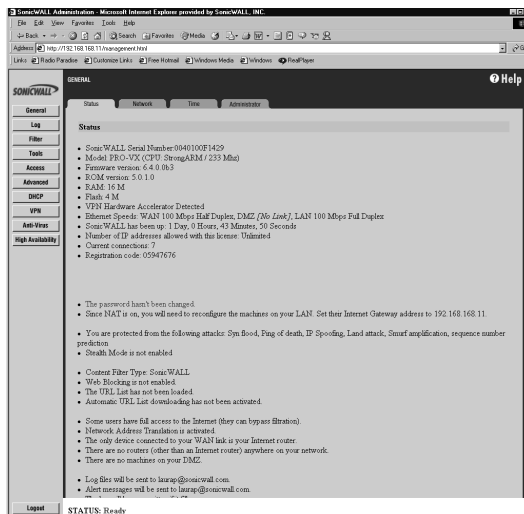 SonicWALL Administration - Microsoft Internet Explorer provided by SonicWALL, INC.
File Edit View Favorites Tools Help
Back Search Favorites Media
Address http://192.168.168.11/management.html
Links Radio Paradise Customize Links Free Hotmail Windows Media Windows RealPlayer
SONICWALL
GENERAL
Help
Status Network Time Administrator
General
Log
Filter
Tools
Access
Advanced
DHCP
VPN
Anti-Virus
High Availability
Status
• SonicWALL Serial Number:0040100F1429
• Model: PRO-VX (CPU: StrongARM / 233 Mhz)
• Firmware version: 6.4.0.0b3
• ROM version: 5.0.1.0
• RAM: 16 M
• Flash: 4 M
• VPN Hardware Accelerator Detected
• Ethernet Speeds: WAN 100 Mbps Half Duplex, DMZ [No Link], LAN 100 Mbps Full Duplex
• SonicWALL has been up: 1 Day, 0 Hours, 43 Minutes, 50 Seconds
• Number of IP addresses allowed with this license: Unlimited
• Current connections: 7
• Registration code: 05947676
• The password hasn't been changed.
• Since NAT is on, you will need to reconfigure the machines on your LAN. Set their Internet Gateway address to 192.168.168.11.
• You are protected from the following attacks: Syn flood, Ping of death, IP Spoofing, Land attack, Smurf amplification, sequence number
prediction
• Stealth Mode is not enabled
• Content Filter Type: SonicWALL
• Web Blocking is not enabled.
• The URL List has not been loaded.
• Automatic URL List downloading has not been activated.
• Some users have full access to the Internet (they can bypass filtration).
• Network Address Translation is activated.
• The only device connected to your WAN link is your Internet router.
• There are no routers (other than an Internet router) anywhere on your network.
• There are no machines on your DMZ.
• Log files will be sent to laurap@sonicwall.com.
• Alert messages will be sent to laurap@sonicwall.com.
Logout
STATUS: Ready